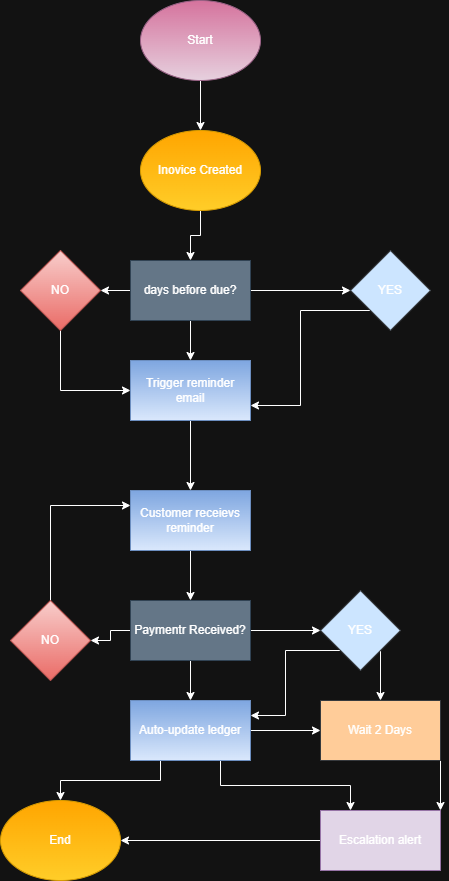 Start
Inovice Created
days before due?
NO
YES
Trigger reminder
email
Customer receievs
reminder
Paymentr Received?
NO
YES
Auto-update ledger
Wait 2 Days
End
Escalation alert